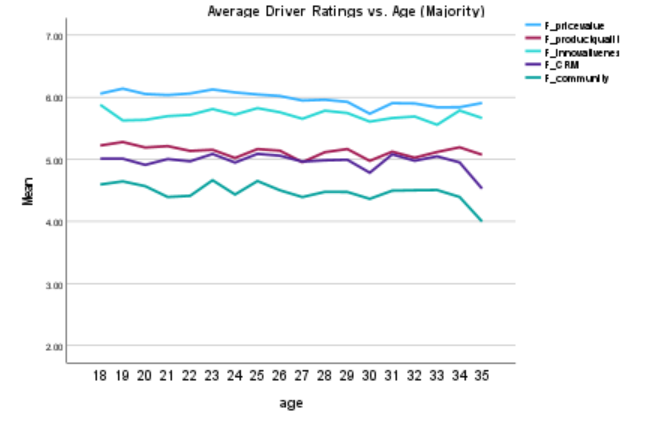 Average Driver Ratings vs. Age (Majority)
F_pricevalue
F_CRM
F_community
7.00
6.00
5.00
4.00
3.00
2.00
Mean
18 19 20 21 22 23 24 25 26 27 28 29 30 31 32 33 34 35
age